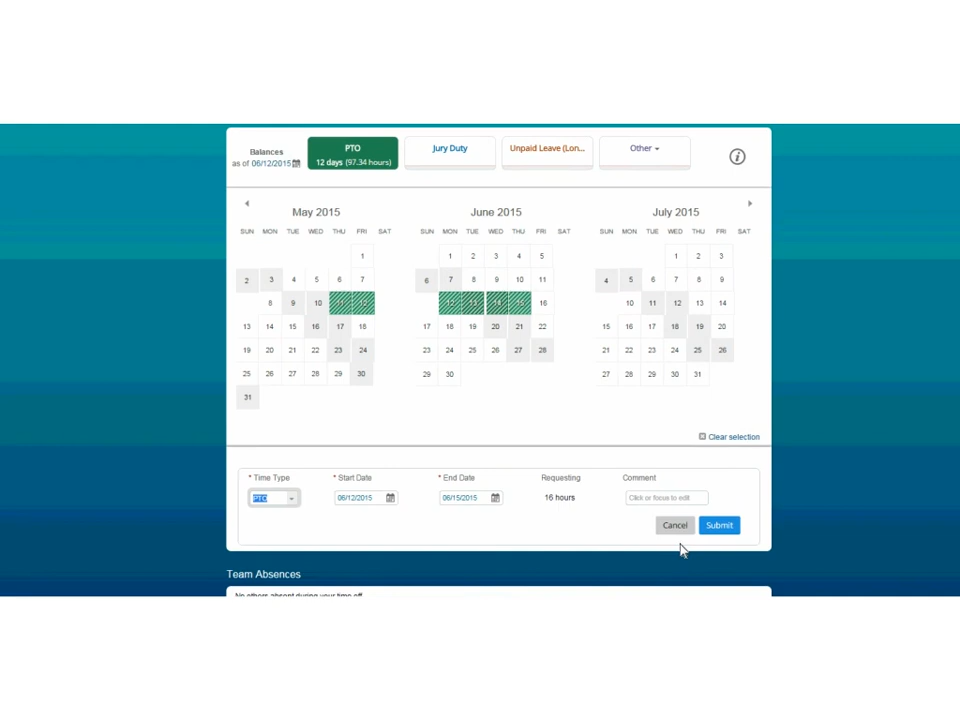 Balances
as of 06/12/2015
PTO
12 days (97.34 hours)
Jury Duty
Unpaid Leave (Lon...
Other
May 2015
SUN MON TUE WED THU FRI SAT
1
2 3 4 5 6 7
8 9 10 11 12
13 14 15 16 17 18
19 20 21 22 23 24
25 26 27 28 29 30
31
June 2015
SUN MON TUE WED THU FRI SAT
1 2 3 4 5
6 7 8 9 10 11
12 13 14 15 16
17 18 19 20 21 22
23 24 25 26 27 28
29 30
July 2015
SUN MON TUE WED THU FRI SAT
1 2 3
4 5 6 7 8 9
10 11 12 13 14
15 16 17 18 19 20
21 22 23 24 25 26
27 28 29 30 31
Clear selection
* Time Type
PTO
* Start Date
06/12/2015
* End Date
06/15/2015
Requesting
16 hours
Comment
Click or focus to edit
Cancel
Submit
Team Absences
No others absent during your time off